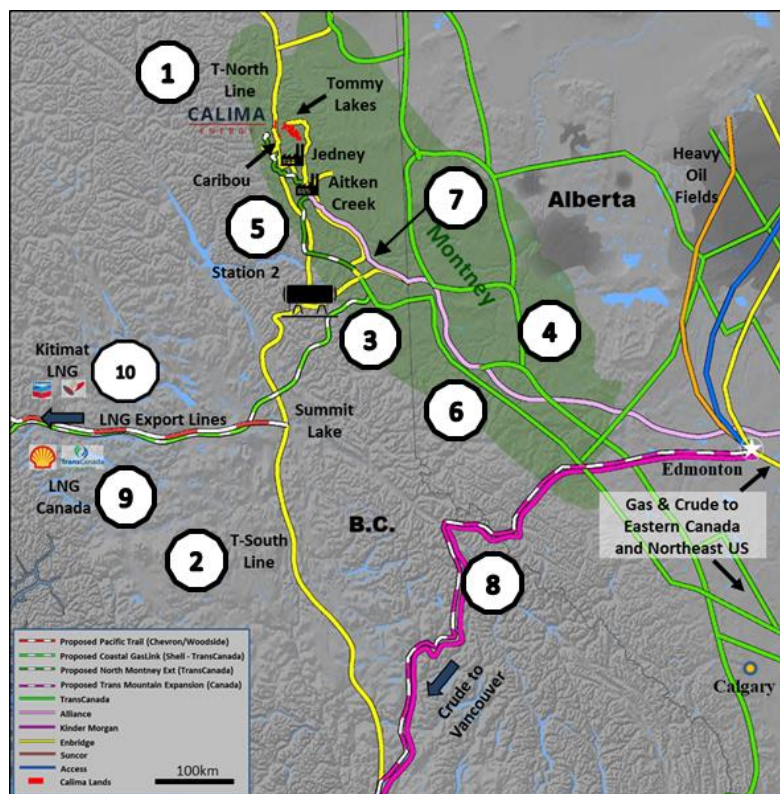 1
T-North
Line
Tommy
Lakes
CALIMA
ENERGY
Jedney
Caribou
Aitken
Creek
7
Heavy
Oil
Fields
Alberta
5
Montney
Station 2
3
4
Kitimat
LNG
10
6
LNG Export Lines
Summit
Lake
TransCanada
LNG
Canada
9
Edmonton
Gas & Crude to
Eastern Canada
and Northeast US
B.C.
2
T-South
Line
8
Crude to
Vancouver
Calgary
Proposed Pacific Trail (Chevron/Woodside)
Proposed Coastal GasLink (Shell - TransCanada)
Proposed North Montney Ext (TransCanada)
Proposed Trans Mountain Expansion (Canada)
TransCanada
Alliance
Kinder Morgan
Enbridge
Suncor
Access
Calima Lands
100km